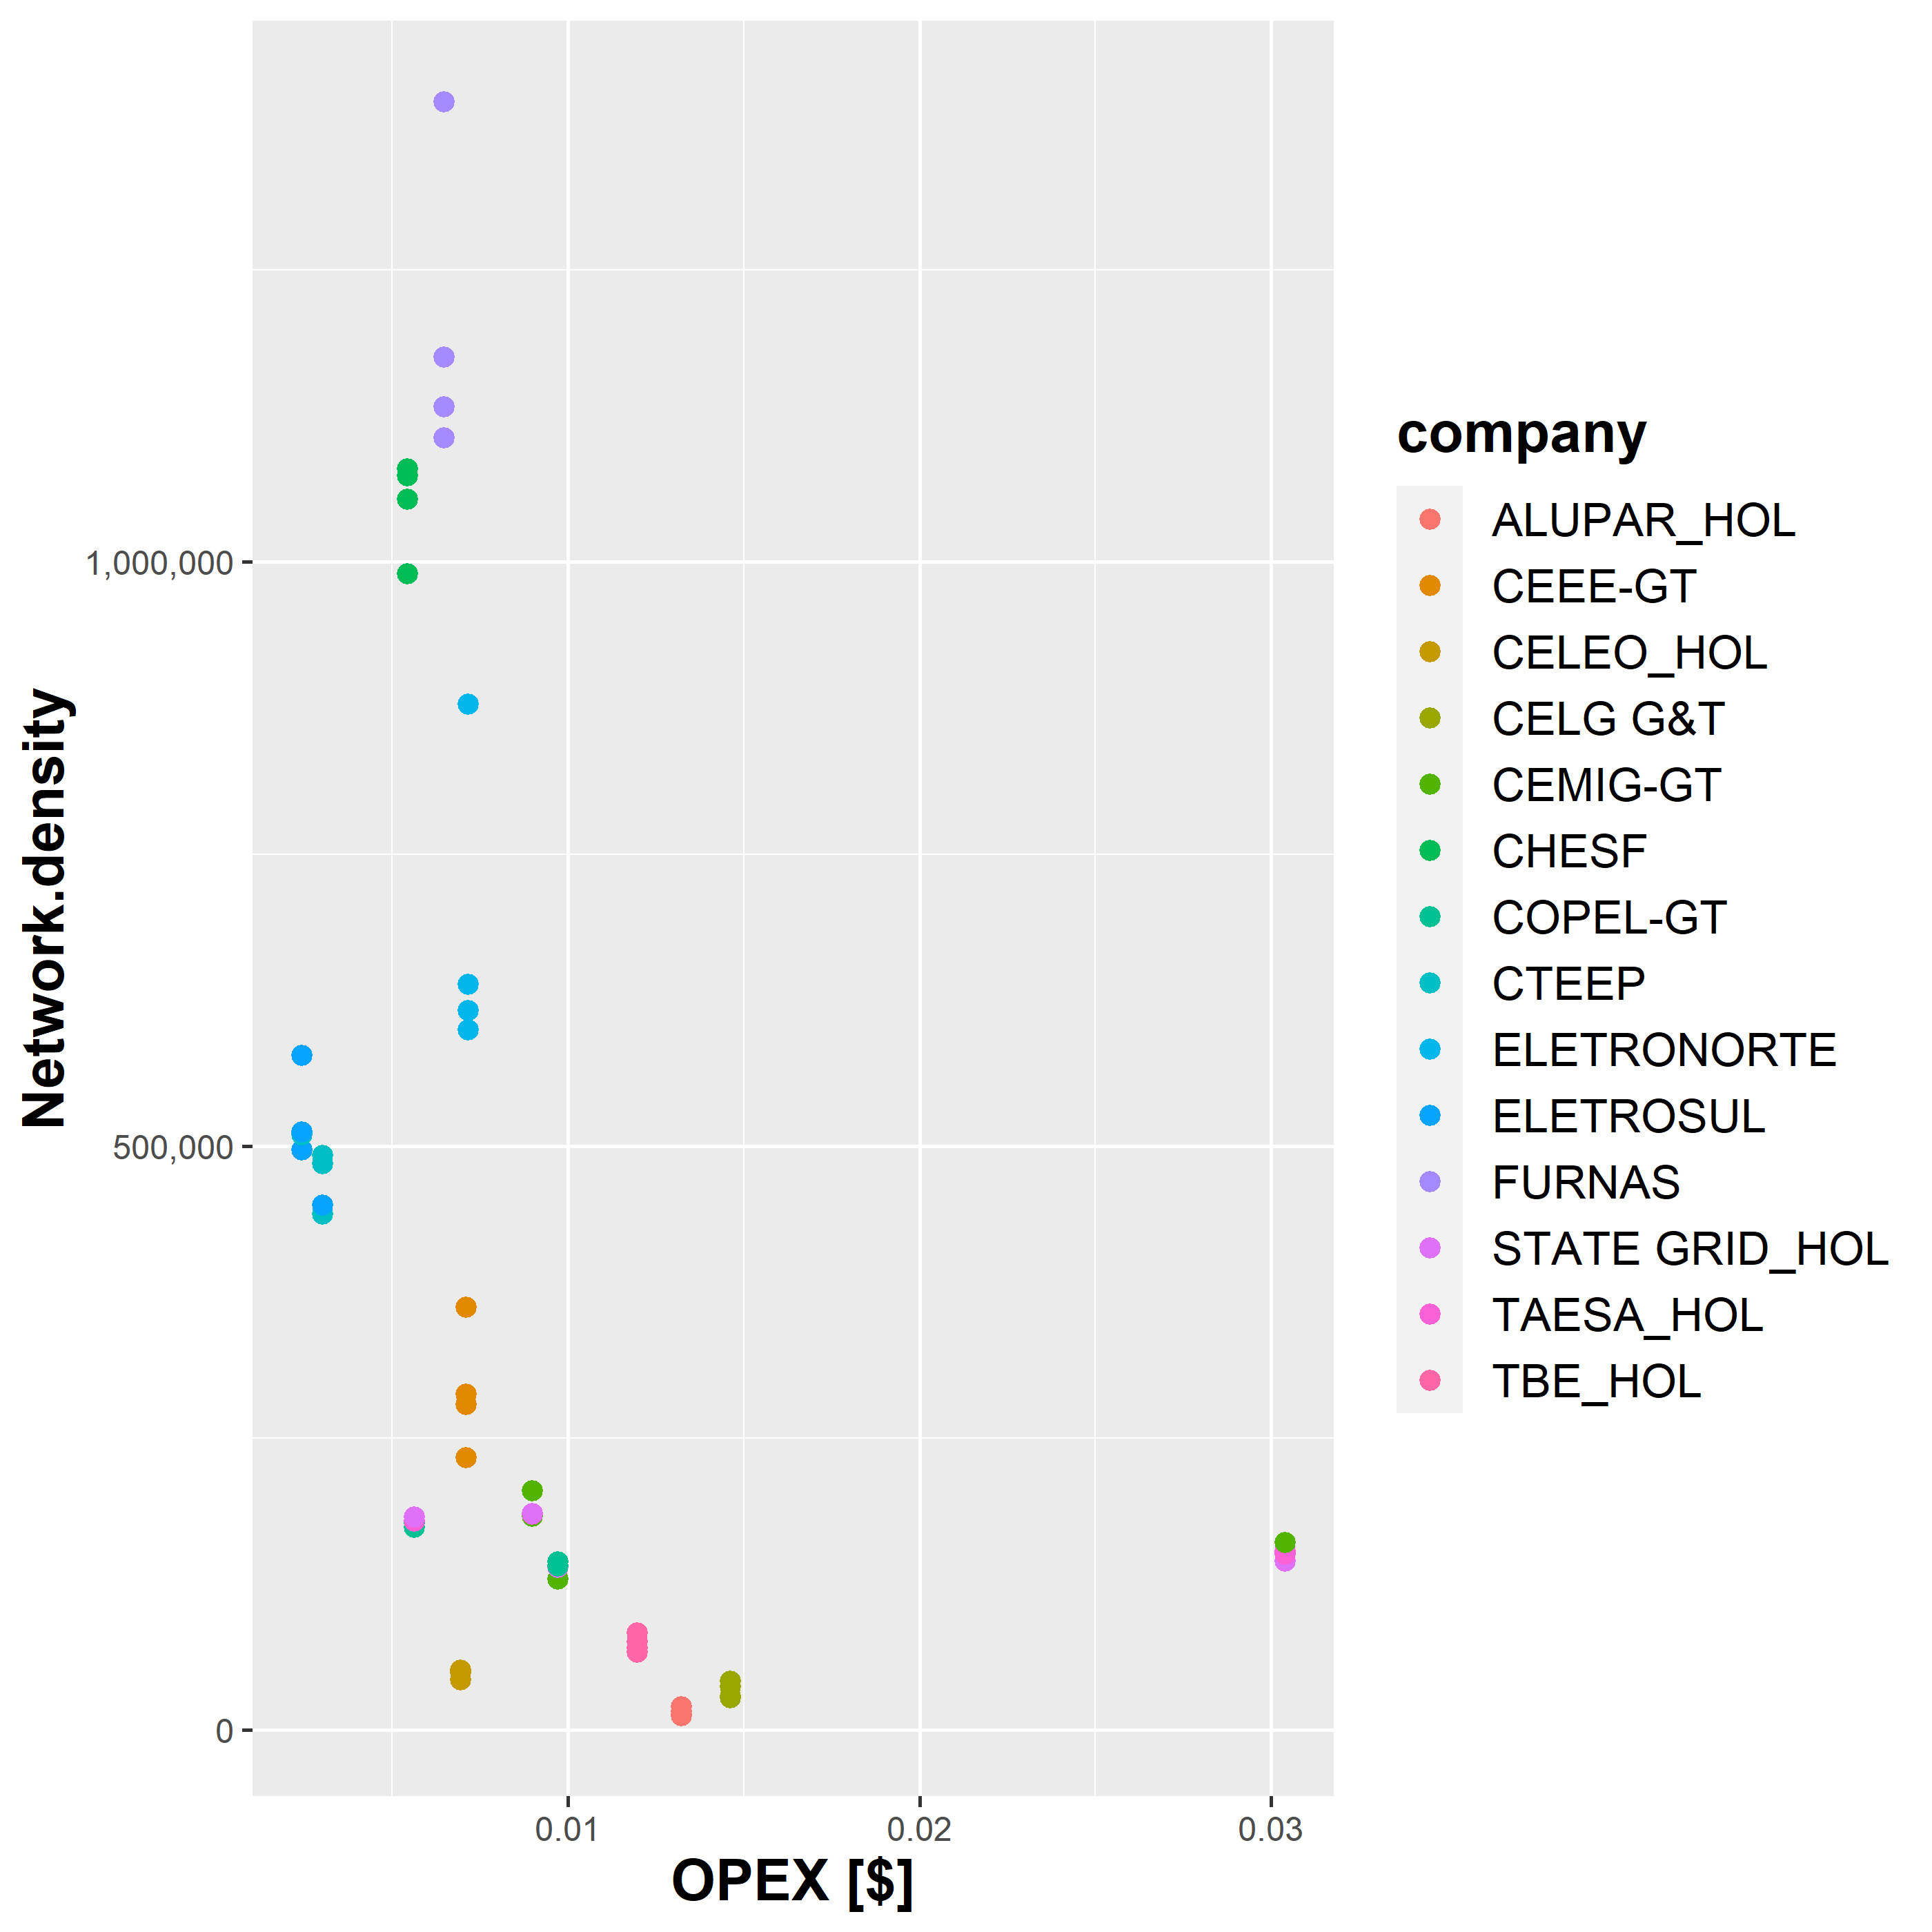 Network.density
1,000,000
500,000
0
0.01
0.02
0.03
OPEX [$]
company
ALUPAR_HOL
CEEE-GT
CELEO_HOL
CELG G&T
CEMIG-GT
CHESF
COPEL-GT
CTEEP
ELETRONORTE
ELETROSUL
FURNAS
STATE GRID_HOL
TAESA_HOL
TBE_HOL